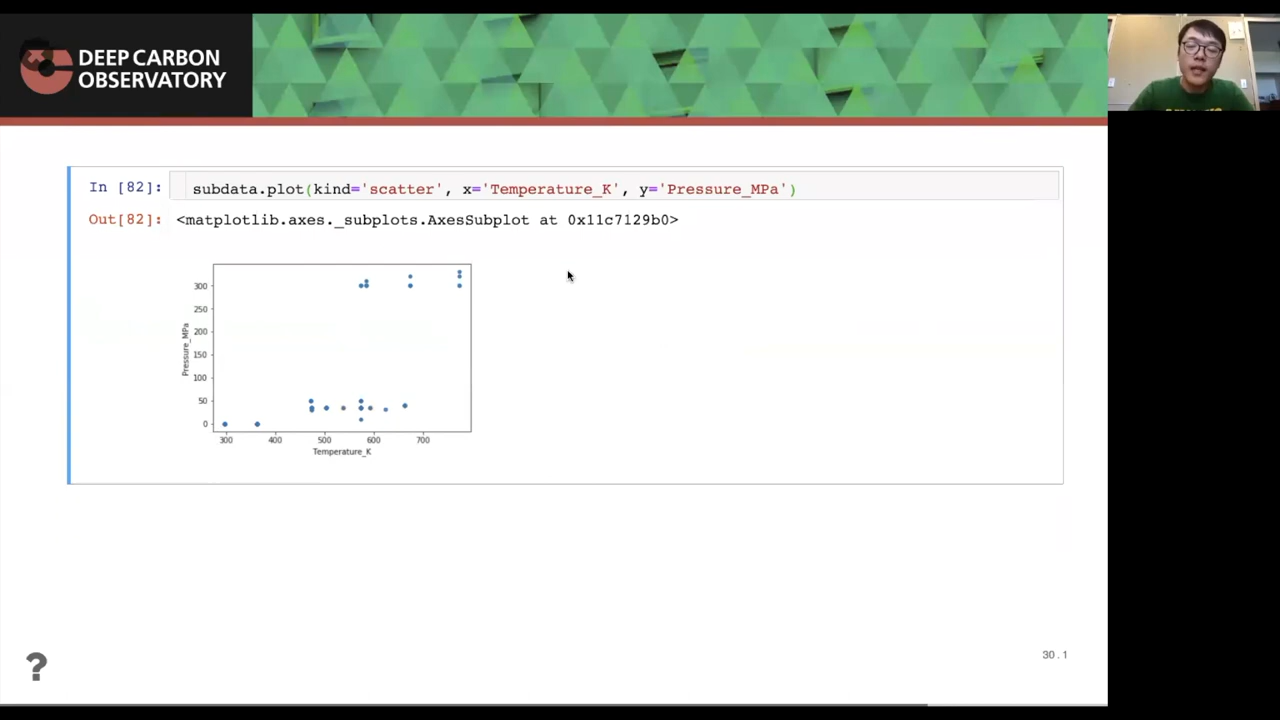 DEEP CARBON
OBSERVATORY
In [82]: subdata.plot(kind='scatter', x='Temperature_K', y='Pressure_MPa')
Out[82]: <matplotlib.axes._subplots.AxesSubplot at 0x11c7129b0>
300
250
200
150
100
50
0
Pressure_MPa
300 400 500 600 700
Temperature_K
?
30.1